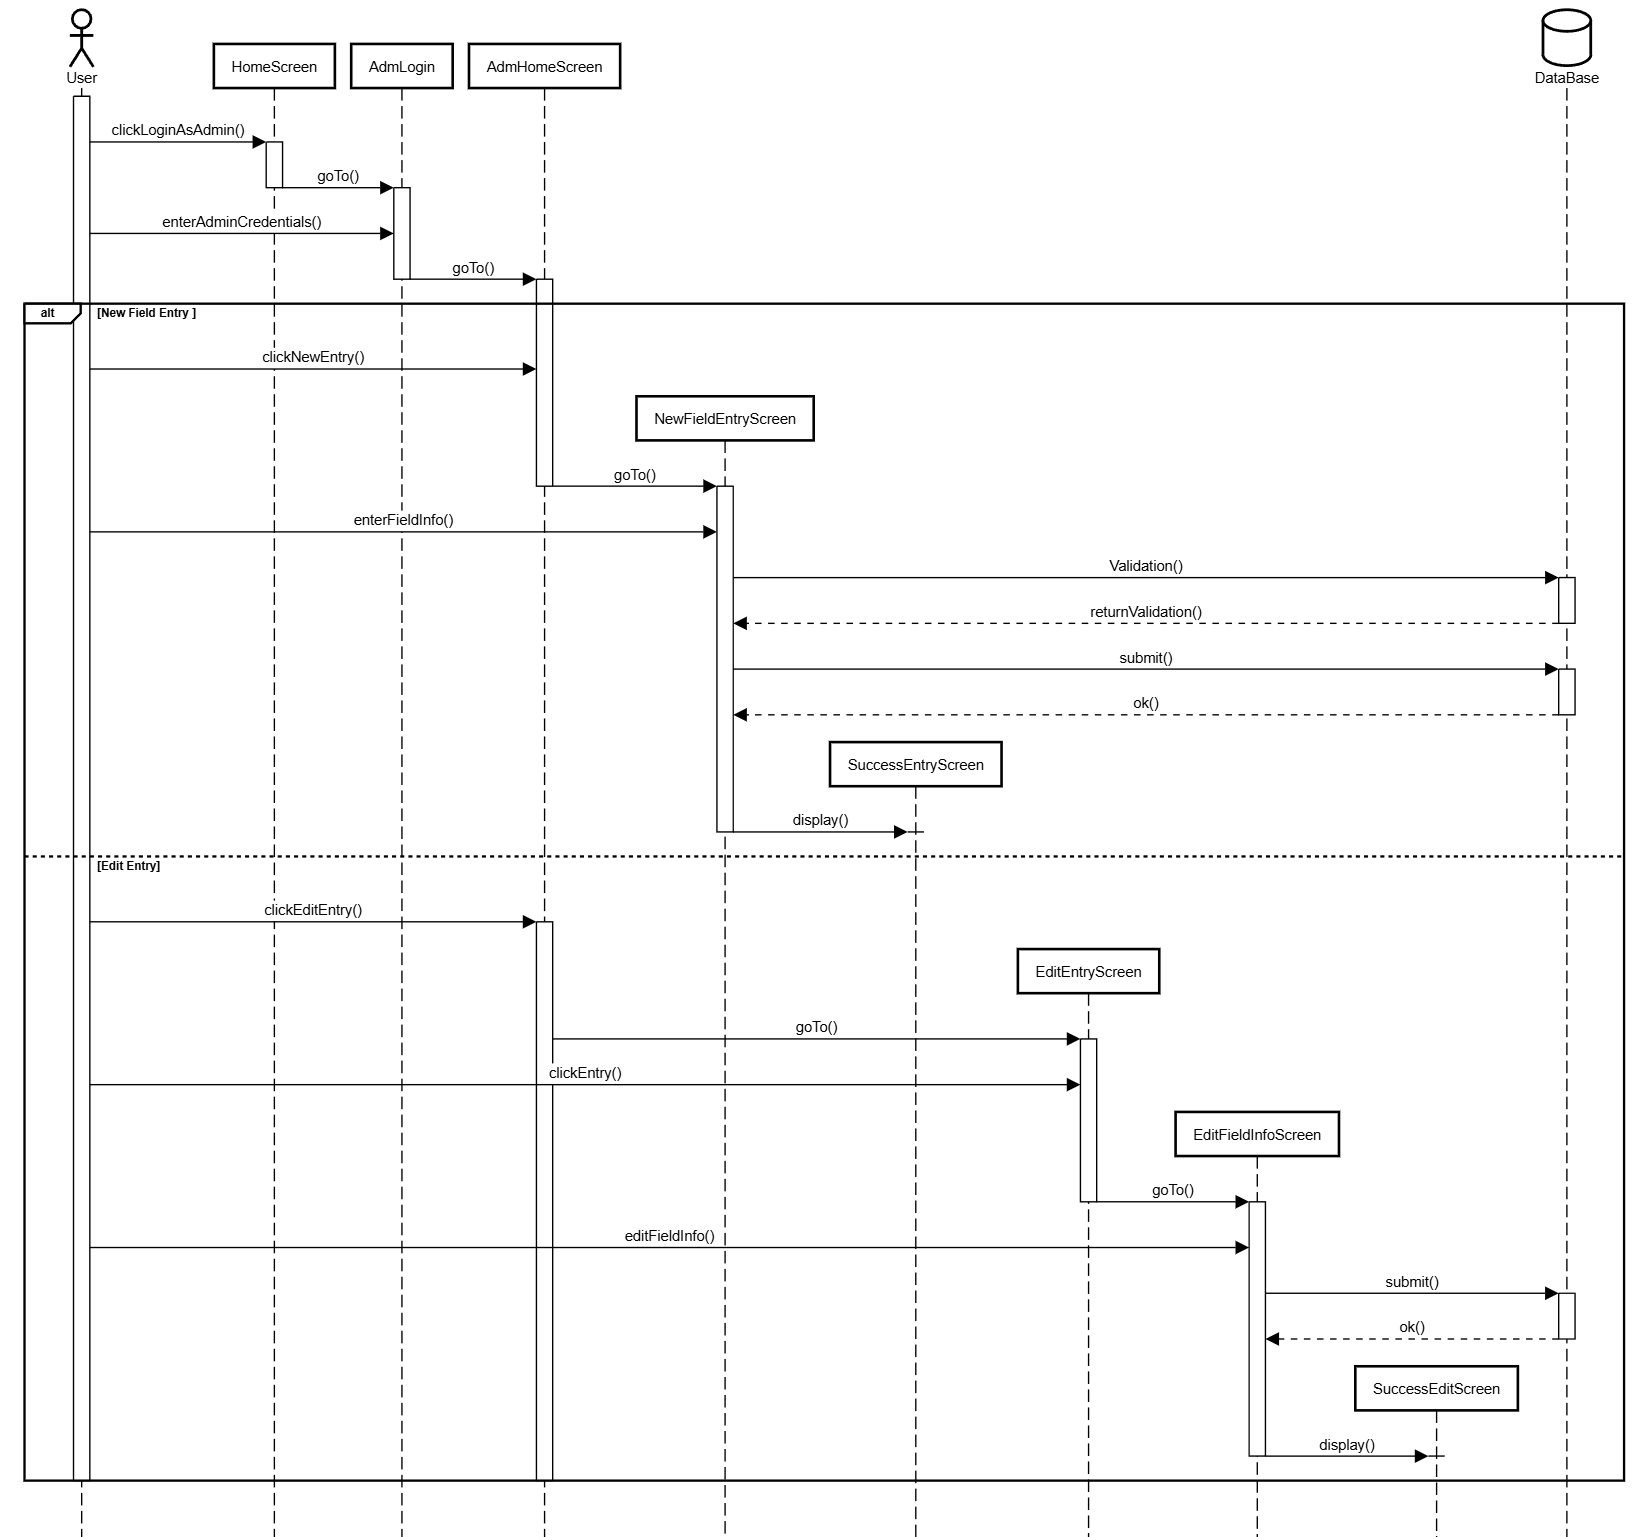 User
HomeScreen
AdmLogin
AdmHomeScreen
DataBase
clickLoginAsAdmin()
goTo()
enterAdminCredentials()
goTo()
alt
[New Field Entry ]
clickNewEntry()
NewFieldEntryScreen
goTo()
enterFieldInfo()
Validation()
returnValidation()
submit()
ok()
SuccessEntryScreen
display()
[Edit Entry]
clickEditEntry()
EditEntryScreen
goTo()
clickEntry()
EditFieldInfoScreen
goTo()
editFieldInfo()
submit()
ok()
SuccessEditScreen
display()